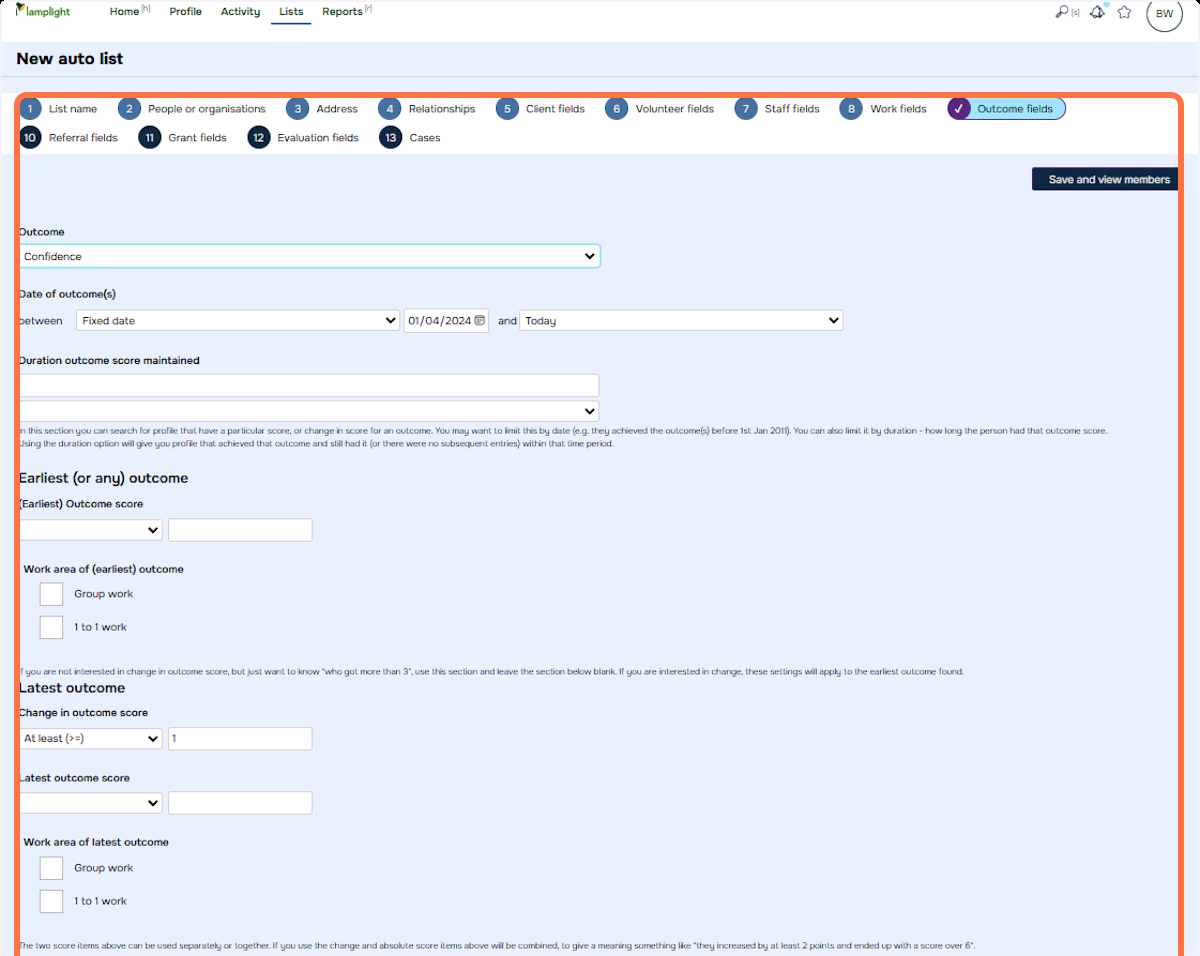 lamplight Home [h] Profile Activity Lists Reports [r] [s] BW
New auto list
1 List name 2 People or organisations 3 Address 4 Relationships 5 Client fields 6 Volunteer fields 7 Staff fields 8 Work fields ✓ Outcome fields
10 Referral fields 11 Grant fields 12 Evaluation fields 13 Cases
Save and view members
Outcome
Confidence
Date of outcome(s)
between Fixed date 01/04/2024 and Today
Duration outcome score maintained
In this section you can search for profile that have a particular score, or change in score for an outcome. You may want to limit this by date (e.g. they achieved the outcome(s) before 1st Jan 2011). You can also limit it by duration - how long the person had that outcome score.
Using the duration option will give you profile that achieved that outcome and still had it (or there were no subsequent entries) within that time period.
Earliest (or any) outcome
(Earliest) Outcome score
Work area of (earliest) outcome
Group work
1 to 1 work
If you are not interested in change in outcome score, but just want to know "who got more than 3", use this section and leave the section below blank. If you are interested in change, these settings will apply to the earliest outcome found.
Latest outcome
Change in outcome score
At least (>=) 1
Latest outcome score
Work area of latest outcome
Group work
1 to 1 work
The two score items above can be used separately or together. If you use the change and absolute score items above will be combined, to give a meaning something like "they increased by at least 2 points and ended up with a score over 6".